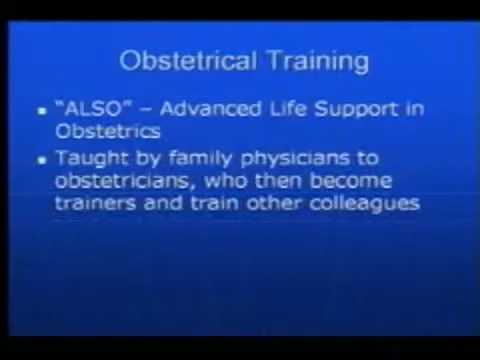 Obstetrical Training
"ALSO" – Advanced Life Support in
Obstetrics
Taught by family physicians to
obstetricians, who then become
trainers and train other colleagues